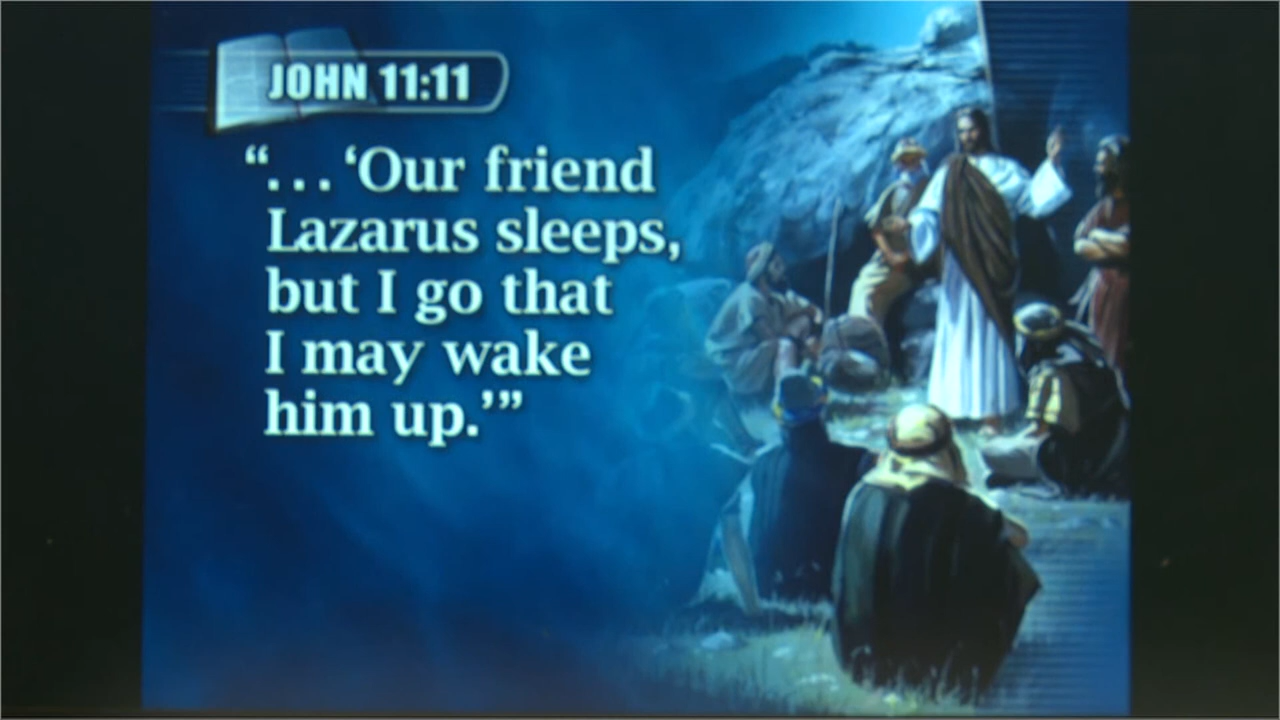 JOHN 11:11
“. . . ‘Our friend
Lazarus sleeps,
but I go that
I may wake
him up.’”